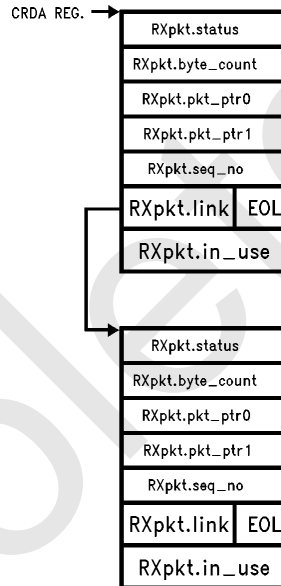 CRDA REG.
RXpkt.status
RXpkt.byte_count
RXpkt.pkt_ptr0
RXpkt.pkt_ptr1
RXpkt.seq_no
RXpkt.link EOL
RXpkt.in_use
RXpkt.status
RXpkt.byte_count
RXpkt.pkt_ptr0
RXpkt.pkt_ptr1
RXpkt.seq_no
RXpkt.link EOL
RXpkt.in_use